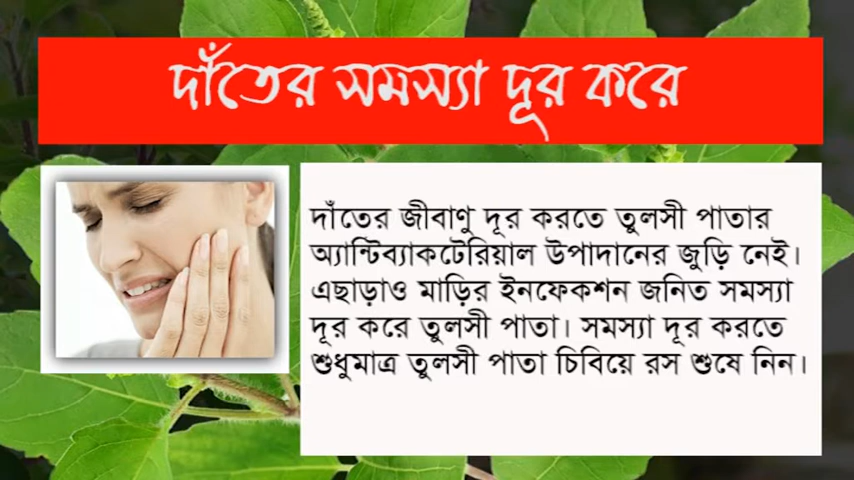 দাঁতের সমস্যা দূর করে
দাঁতের জীবাণু দূর করতে তুলসী পাতার
অ্যান্টিব্যাকটেরিয়াল উপাদানের জুড়ি নেই।
এছাড়াও মাড়ির ইনফেকশন জনিত সমস্যা
দূর করে তুলসী পাতা। সমস্যা দূর করতে
শুধুমাত্র তুলসী পাতা চিবিয়ে রস শুষে নিন।